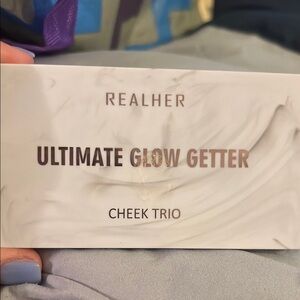 REALHER
ULTIMATE GLOW GETTER
CHEEK TRIO